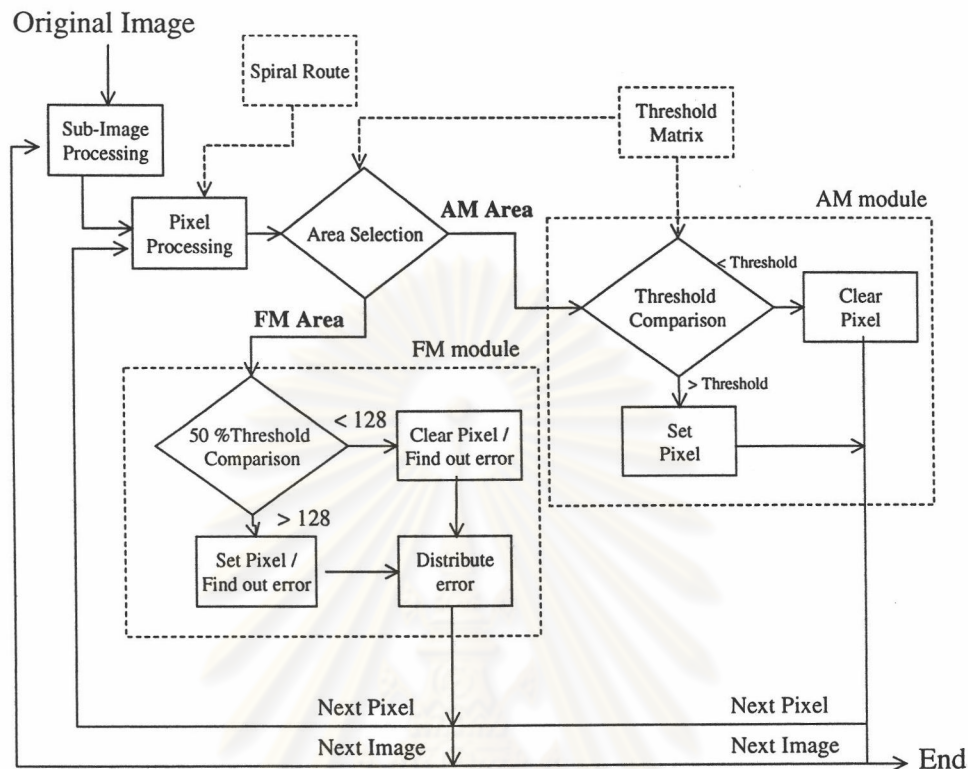 Original Image
Spiral Route
Threshold
Matrix
Sub-Image
Processing
AM Area
AM module
Pixel
Processing
Area Selection
< Threshold
Threshold
Comparison
Clear
Pixel
FM Area
FM module
> Threshold
Set
Pixel
50 %Threshold
Comparison
< 128
Clear Pixel /
Find out error
> 128
Set Pixel /
Find out error
Distribute
error
Next Pixel
Next Pixel
Next Image
Next Image
End